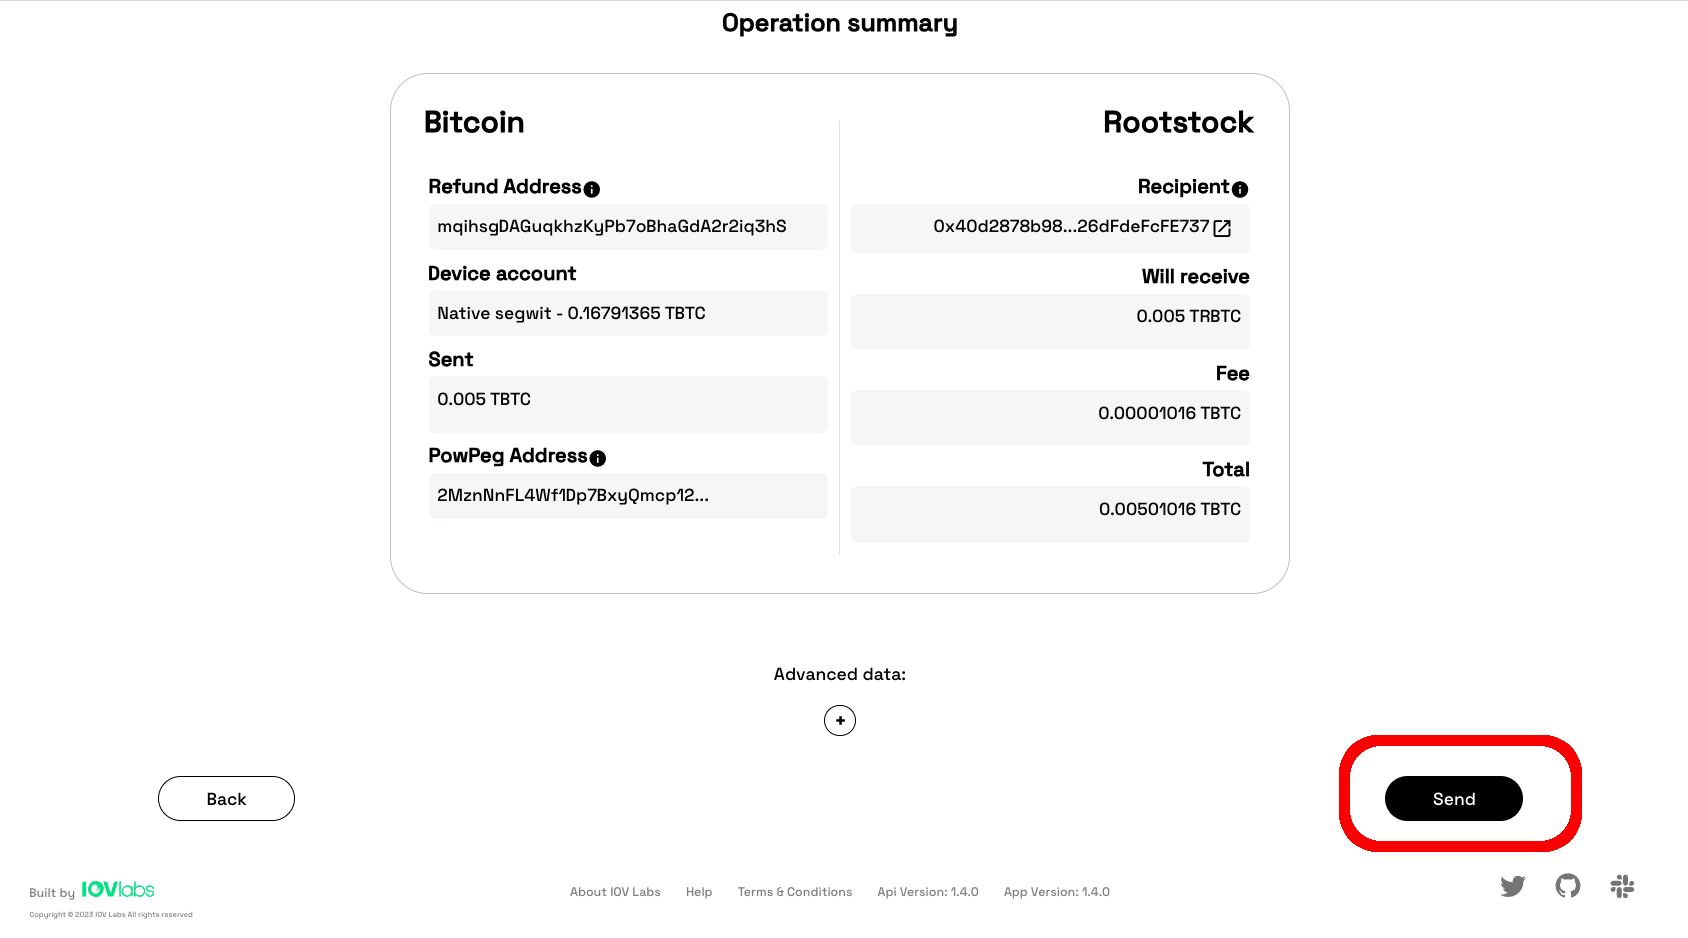 Operation summary
Bitcoin
Refund Address
mqihsgDAGuqkhzKyPb7oBhaGdA2r2iq3hS
Device account
Native segwit - 0.16791365 TBTC
Sent
0.005 TBTC
PowPeg Address
2MznNnFL4Wf1Dp7BxyQmcp12...
Rootstock
Recipient
0x40d2878b98...26dFdeFcFE737
Will receive
0.005 TRBTC
Fee
0.00001016 TBTC
Total
0.00501016 TBTC
Advanced data:
+
Back
Send
Built by IOVlabs
Copyright © 2023 IOV Labs All rights reserved
About IOV Labs Help Terms & Conditions Api Version: 1.4.0 App Version: 1.4.0